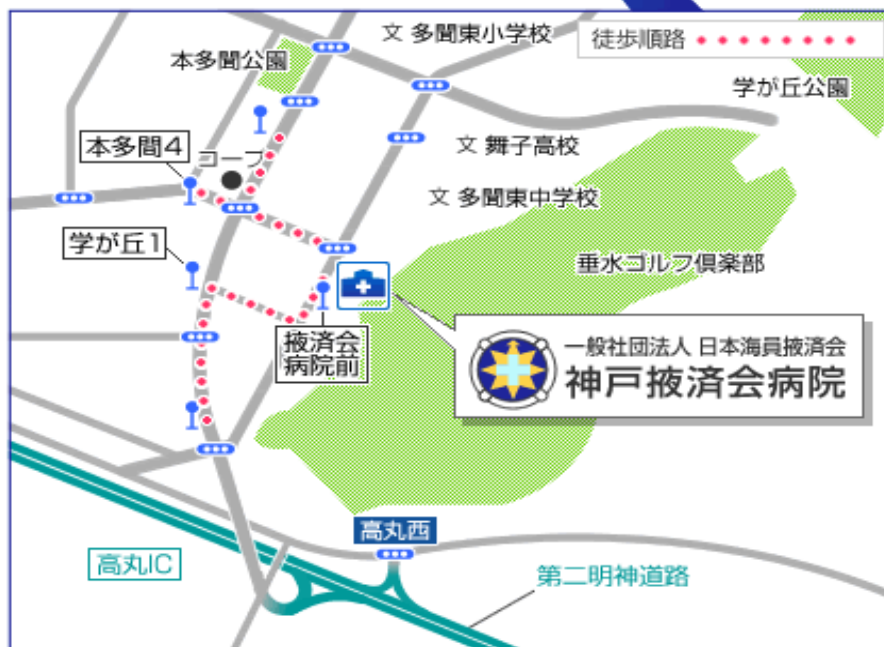 文 多聞東小学校
徒歩順路
本多聞公園
学が丘公園
本多聞4
コープ
文 舞子高校
文 多聞東中学校
学が丘1
垂水ゴルフ倶楽部
掖済会
病院前
一般社団法人 日本海員掖済会
神戸掖済会病院
高丸西
高丸IC
第二明神道路